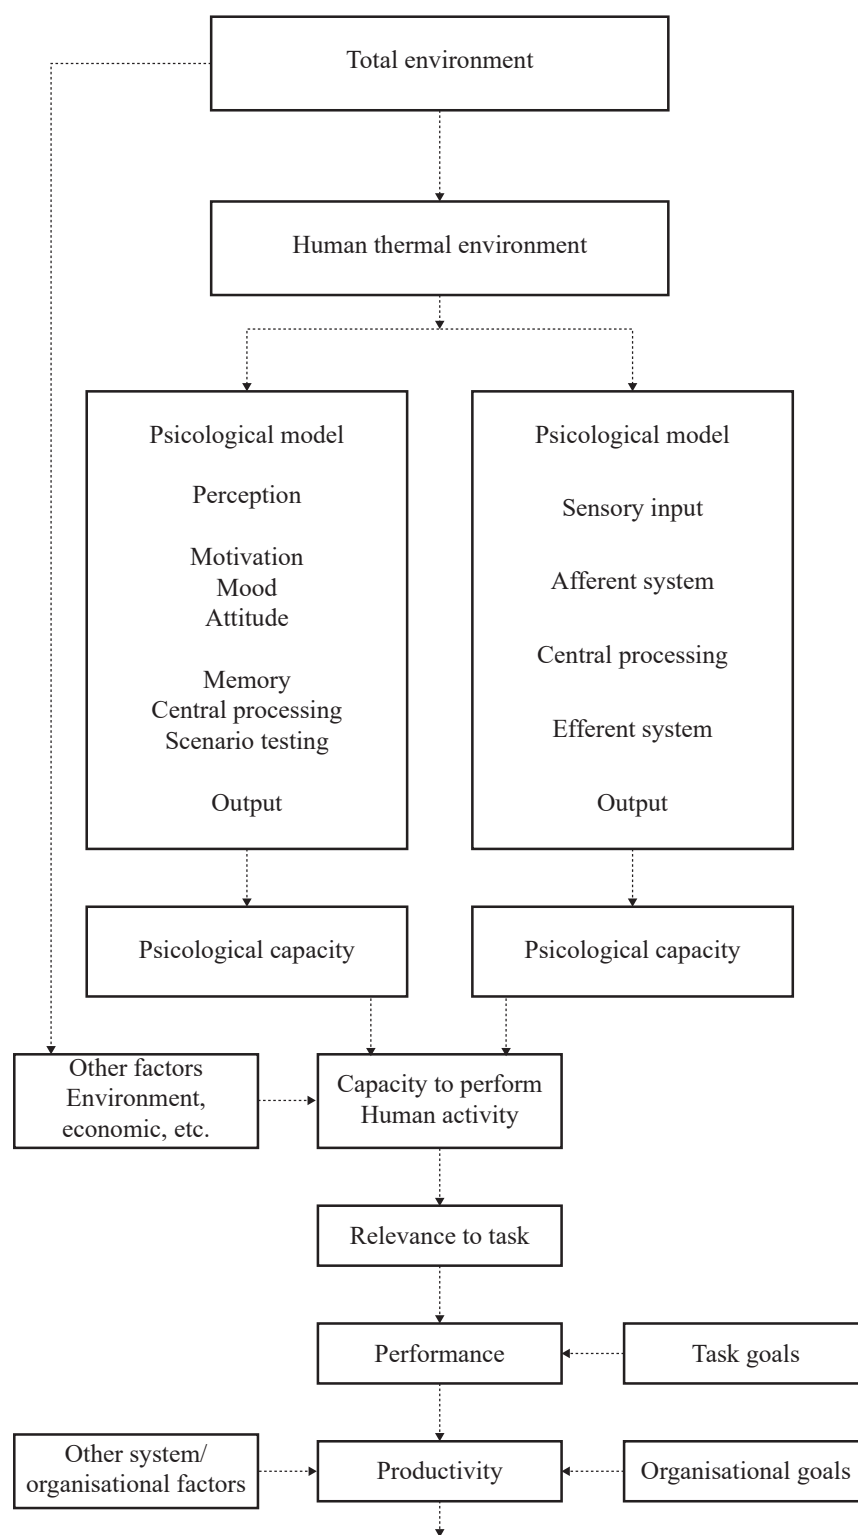 Total environment
Human thermal environment
Psicological model
Perception
Motivation
Mood
Attitude
Memory
Central processing
Scenario testing
Output
Psicological model
Sensory input
Afferent system
Central processing
Efferent system
Output
Psicological capacity
Psicological capacity
Other factors
Environment,
economic, etc.
Capacity to perform
Human activity
Relevance to task
Performance
Task goals
Other system/
organisational factors
Productivity
Organisational goals